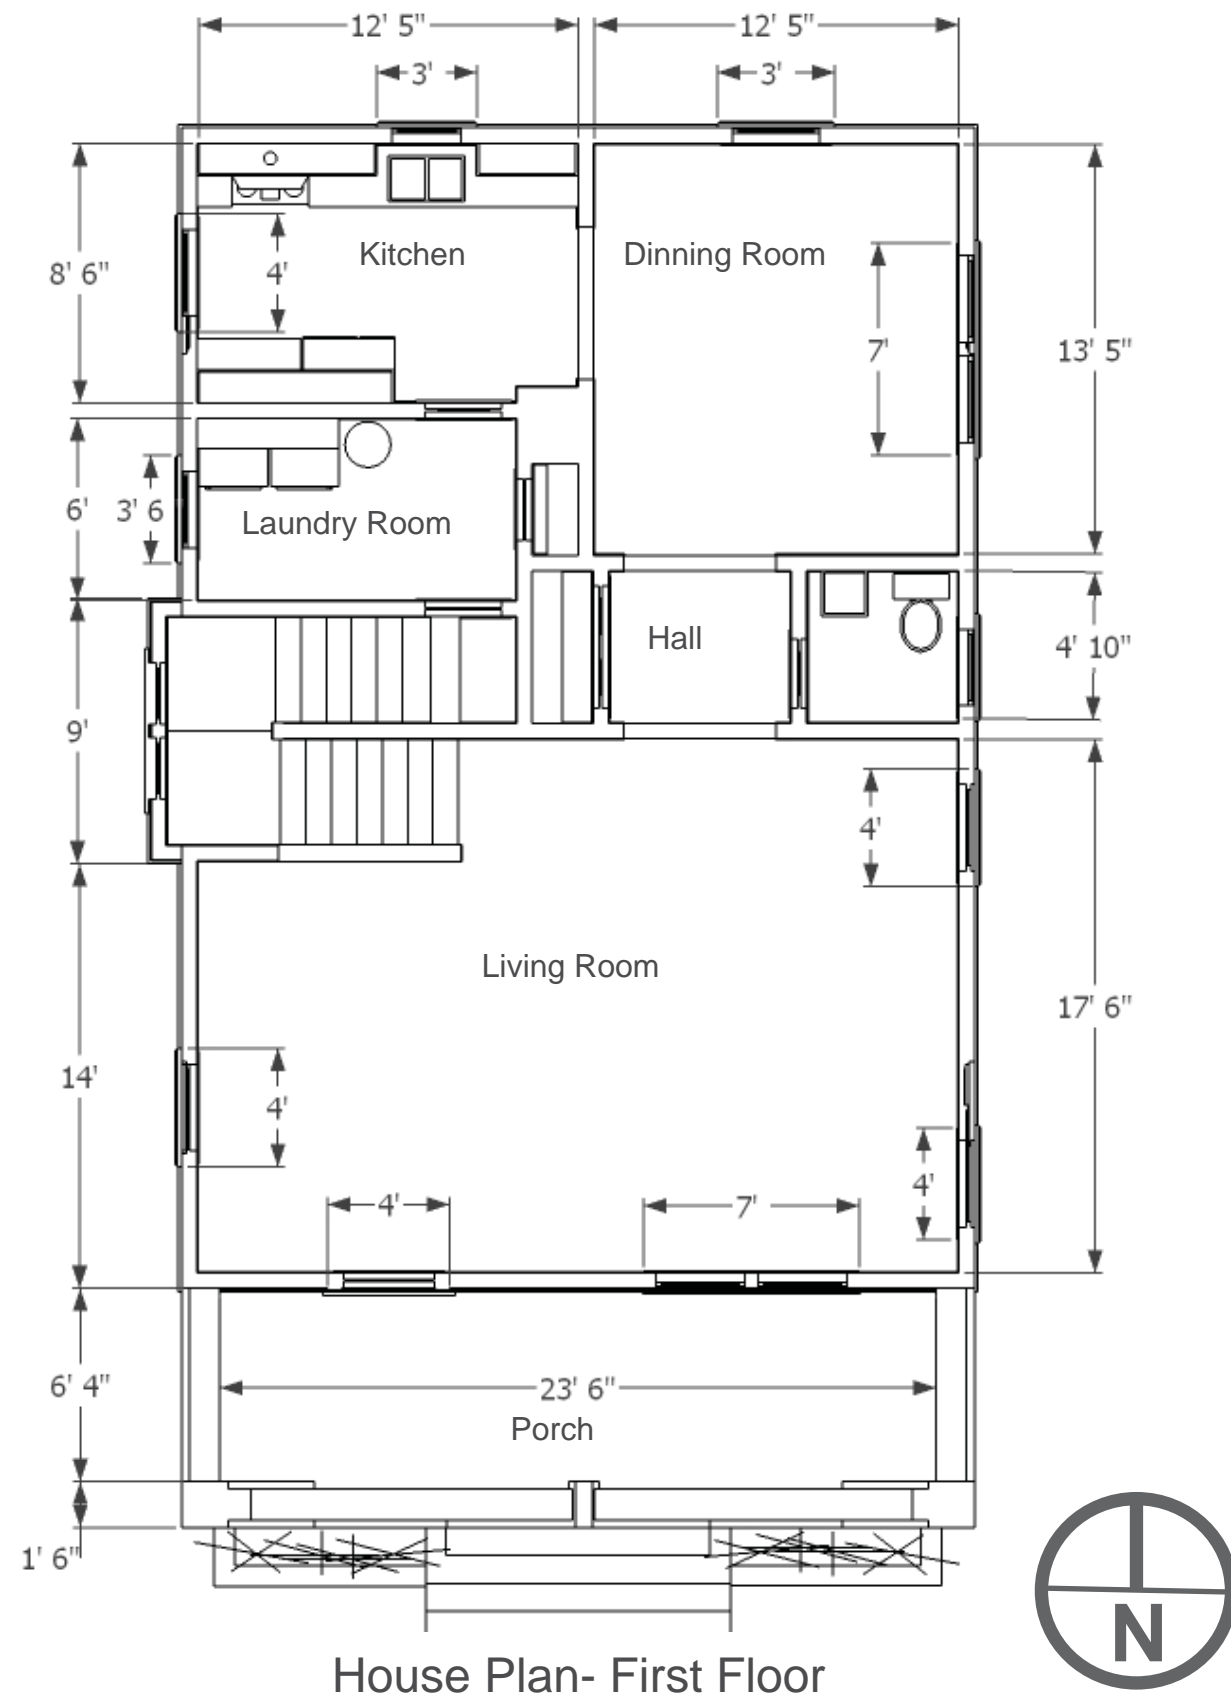 12' 5" 12' 5"
3' 3'
Kitchen Dinning Room
8' 6" 4'
7' 13' 5"
6' 3' 6
Laundry Room
Hall 4' 10"
9'
4'
Living Room
17' 6"
14' 4'
4'
4' 7'
6' 4" 23' 6"
Porch
1' 6"
N
House Plan- First Floor